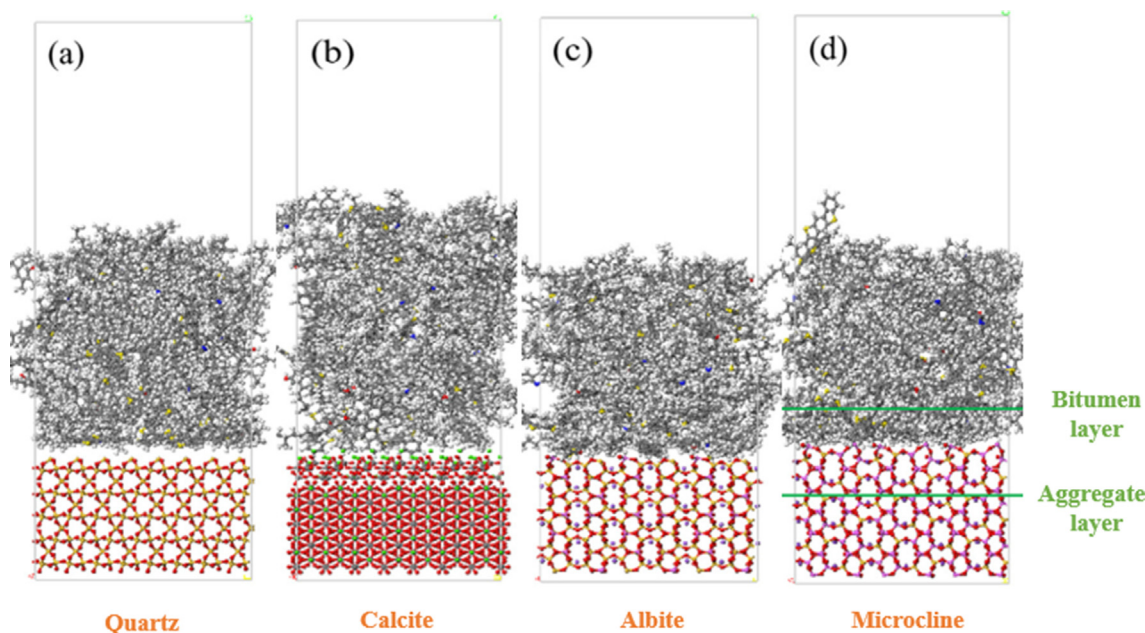 (a)
(b)
(c)
(d)
Bitumen
layer
Aggregate
layer
Quartz
Calcite
Albite
Microcline